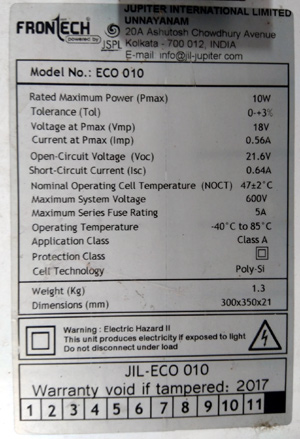 FRONTECH
powered by JSPL
JUPITER INTERNATIONAL LIMITED
UNNAYANAM
20A Ashutosh Chowdhury Avenue
Kolkata - 700 012, INDIA
E-mail info@jil-jupiter.com
Model No.: ECO 010
Rated Maximum Power (Pmax) 10W
Tolerance (Tol) 0-+3%
Voltage at Pmax (Vmp) 18V
Current at Pmax (Imp) 0.56A
Open-Circuit Voltage (Voc) 21.6V
Short-Circuit Current (Isc) 0.64A
Nominal Operating Cell Temperature (NOCT) 47±2°C
Maximum System Voltage 600V
Maximum Series Fuse Rating 5A
Operating Temperature -40°C to 85°C
Application Class Class A
Protection Class
Cell Technology Poly-Si
Weight (Kg) 1.3
Dimensions (mm) 300x350x21
Warning : Electric Hazard II
This unit produces electricity if exposed to light
Do not disconnect under load
JIL-ECO 010
Warranty void if tampered: 2017
1 2 3 4 5 6 7 8 9 10 11